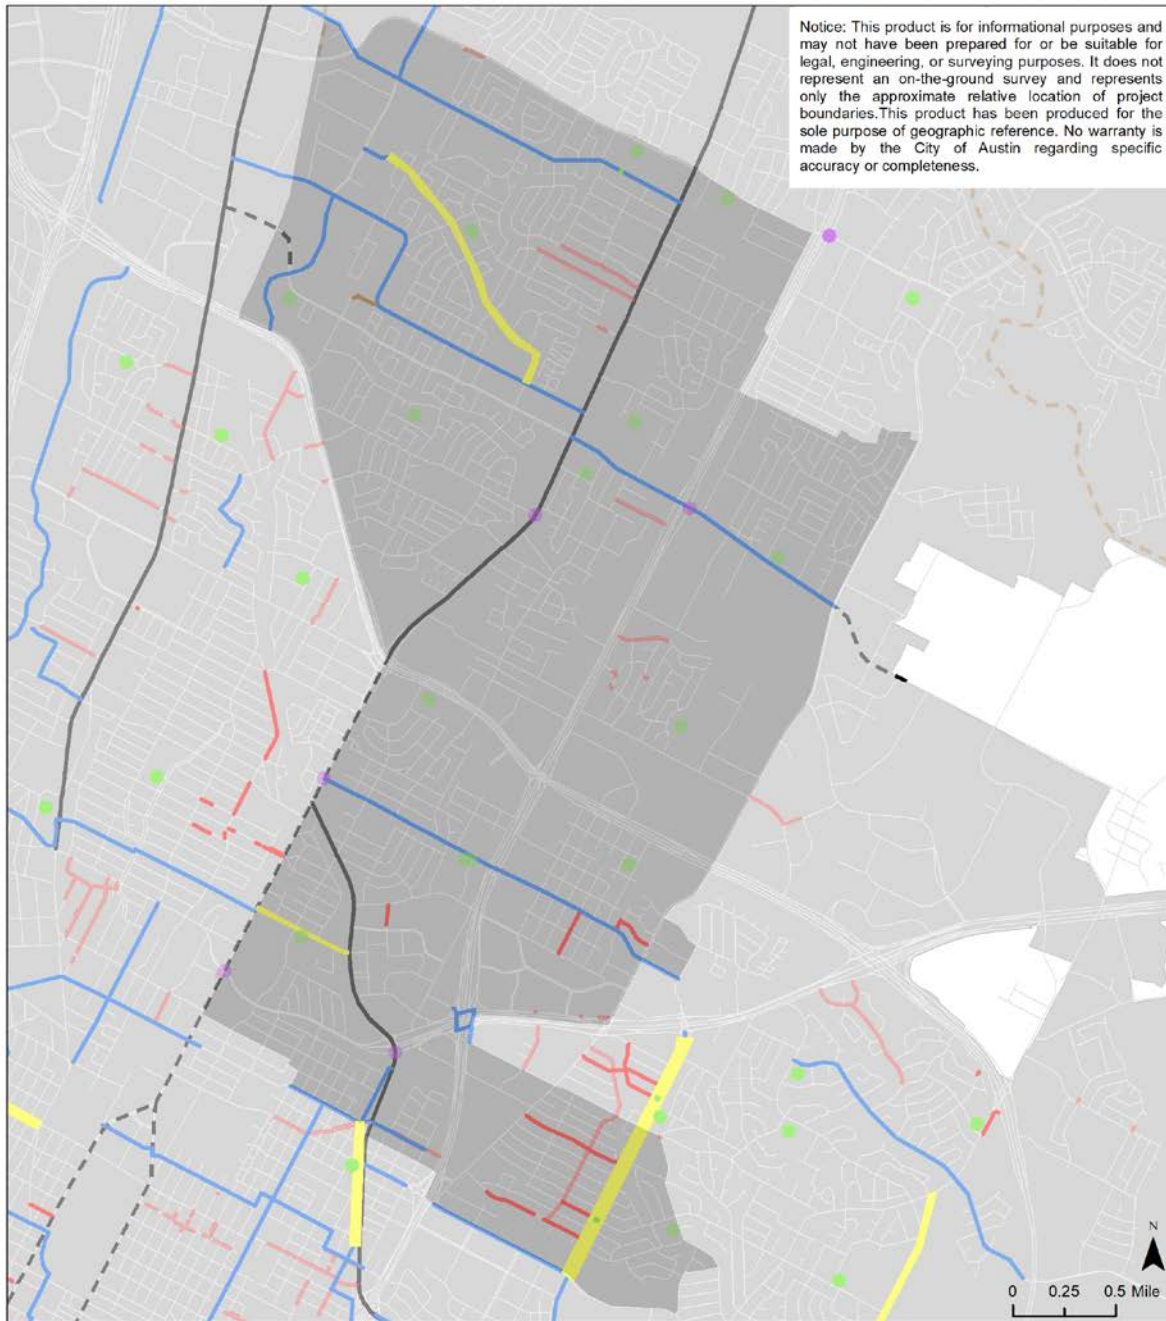 Notice: This product is for informational purposes and
may not have been prepared for or be suitable for
legal, engineering, or surveying purposes. It does not
represent an on-the-ground survey and represents
only the approximate relative location of project
boundaries.This product has been produced for the
sole purpose of geographic reference. No warranty is
made by the City of Austin regarding specific
accuracy or completeness.
N
0 0.25 0.5 Mile